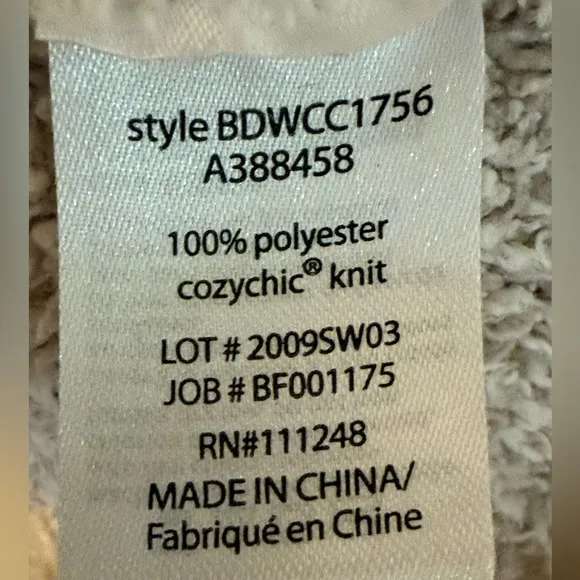 style BDWCC1756
A388458
100% polyester
cozychic® knit
LOT # 2009SW03
JOB # BF001175
RN#111248
MADE IN CHINA/
Fabriqué en Chine